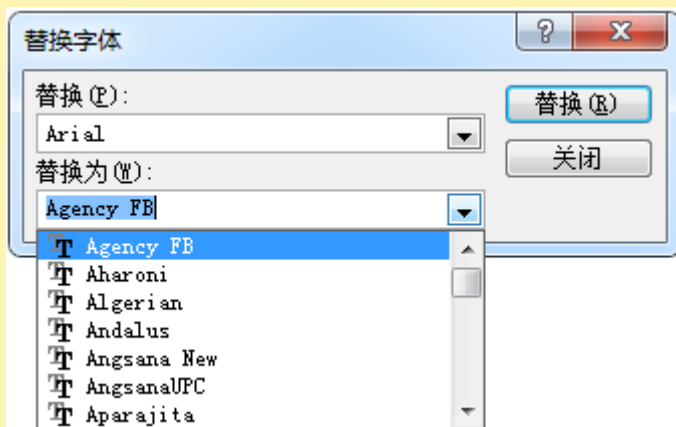 替换字体
替换(P):
替换(R)
Arial
关闭
替换为(W):
Agency FB
Agency FB
Aharoni
Algerian
Andalus
Angsana New
AngsanaUPC
Aparajita